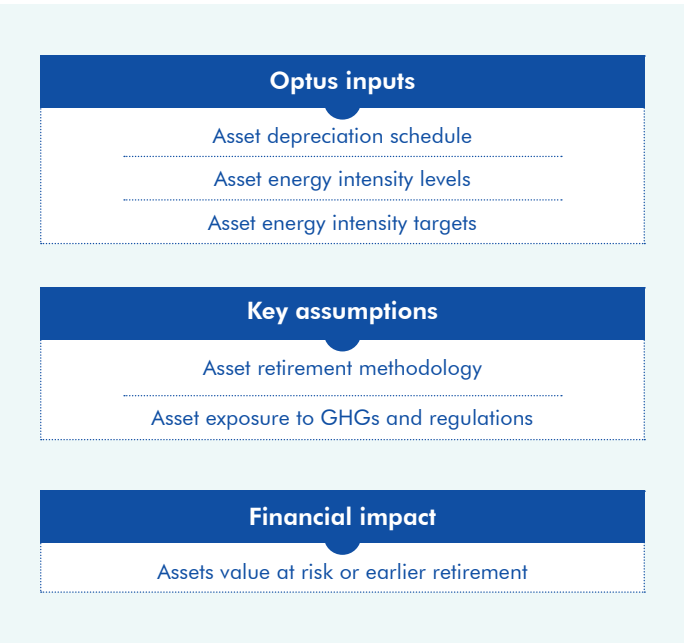 Optus inputs
Asset depreciation schedule
Asset energy intensity levels
Asset energy intensity targets
Key assumptions
Asset retirement methodology
Asset exposure to GHGs and regulations
Financial impact
Assets value at risk or earlier retirement